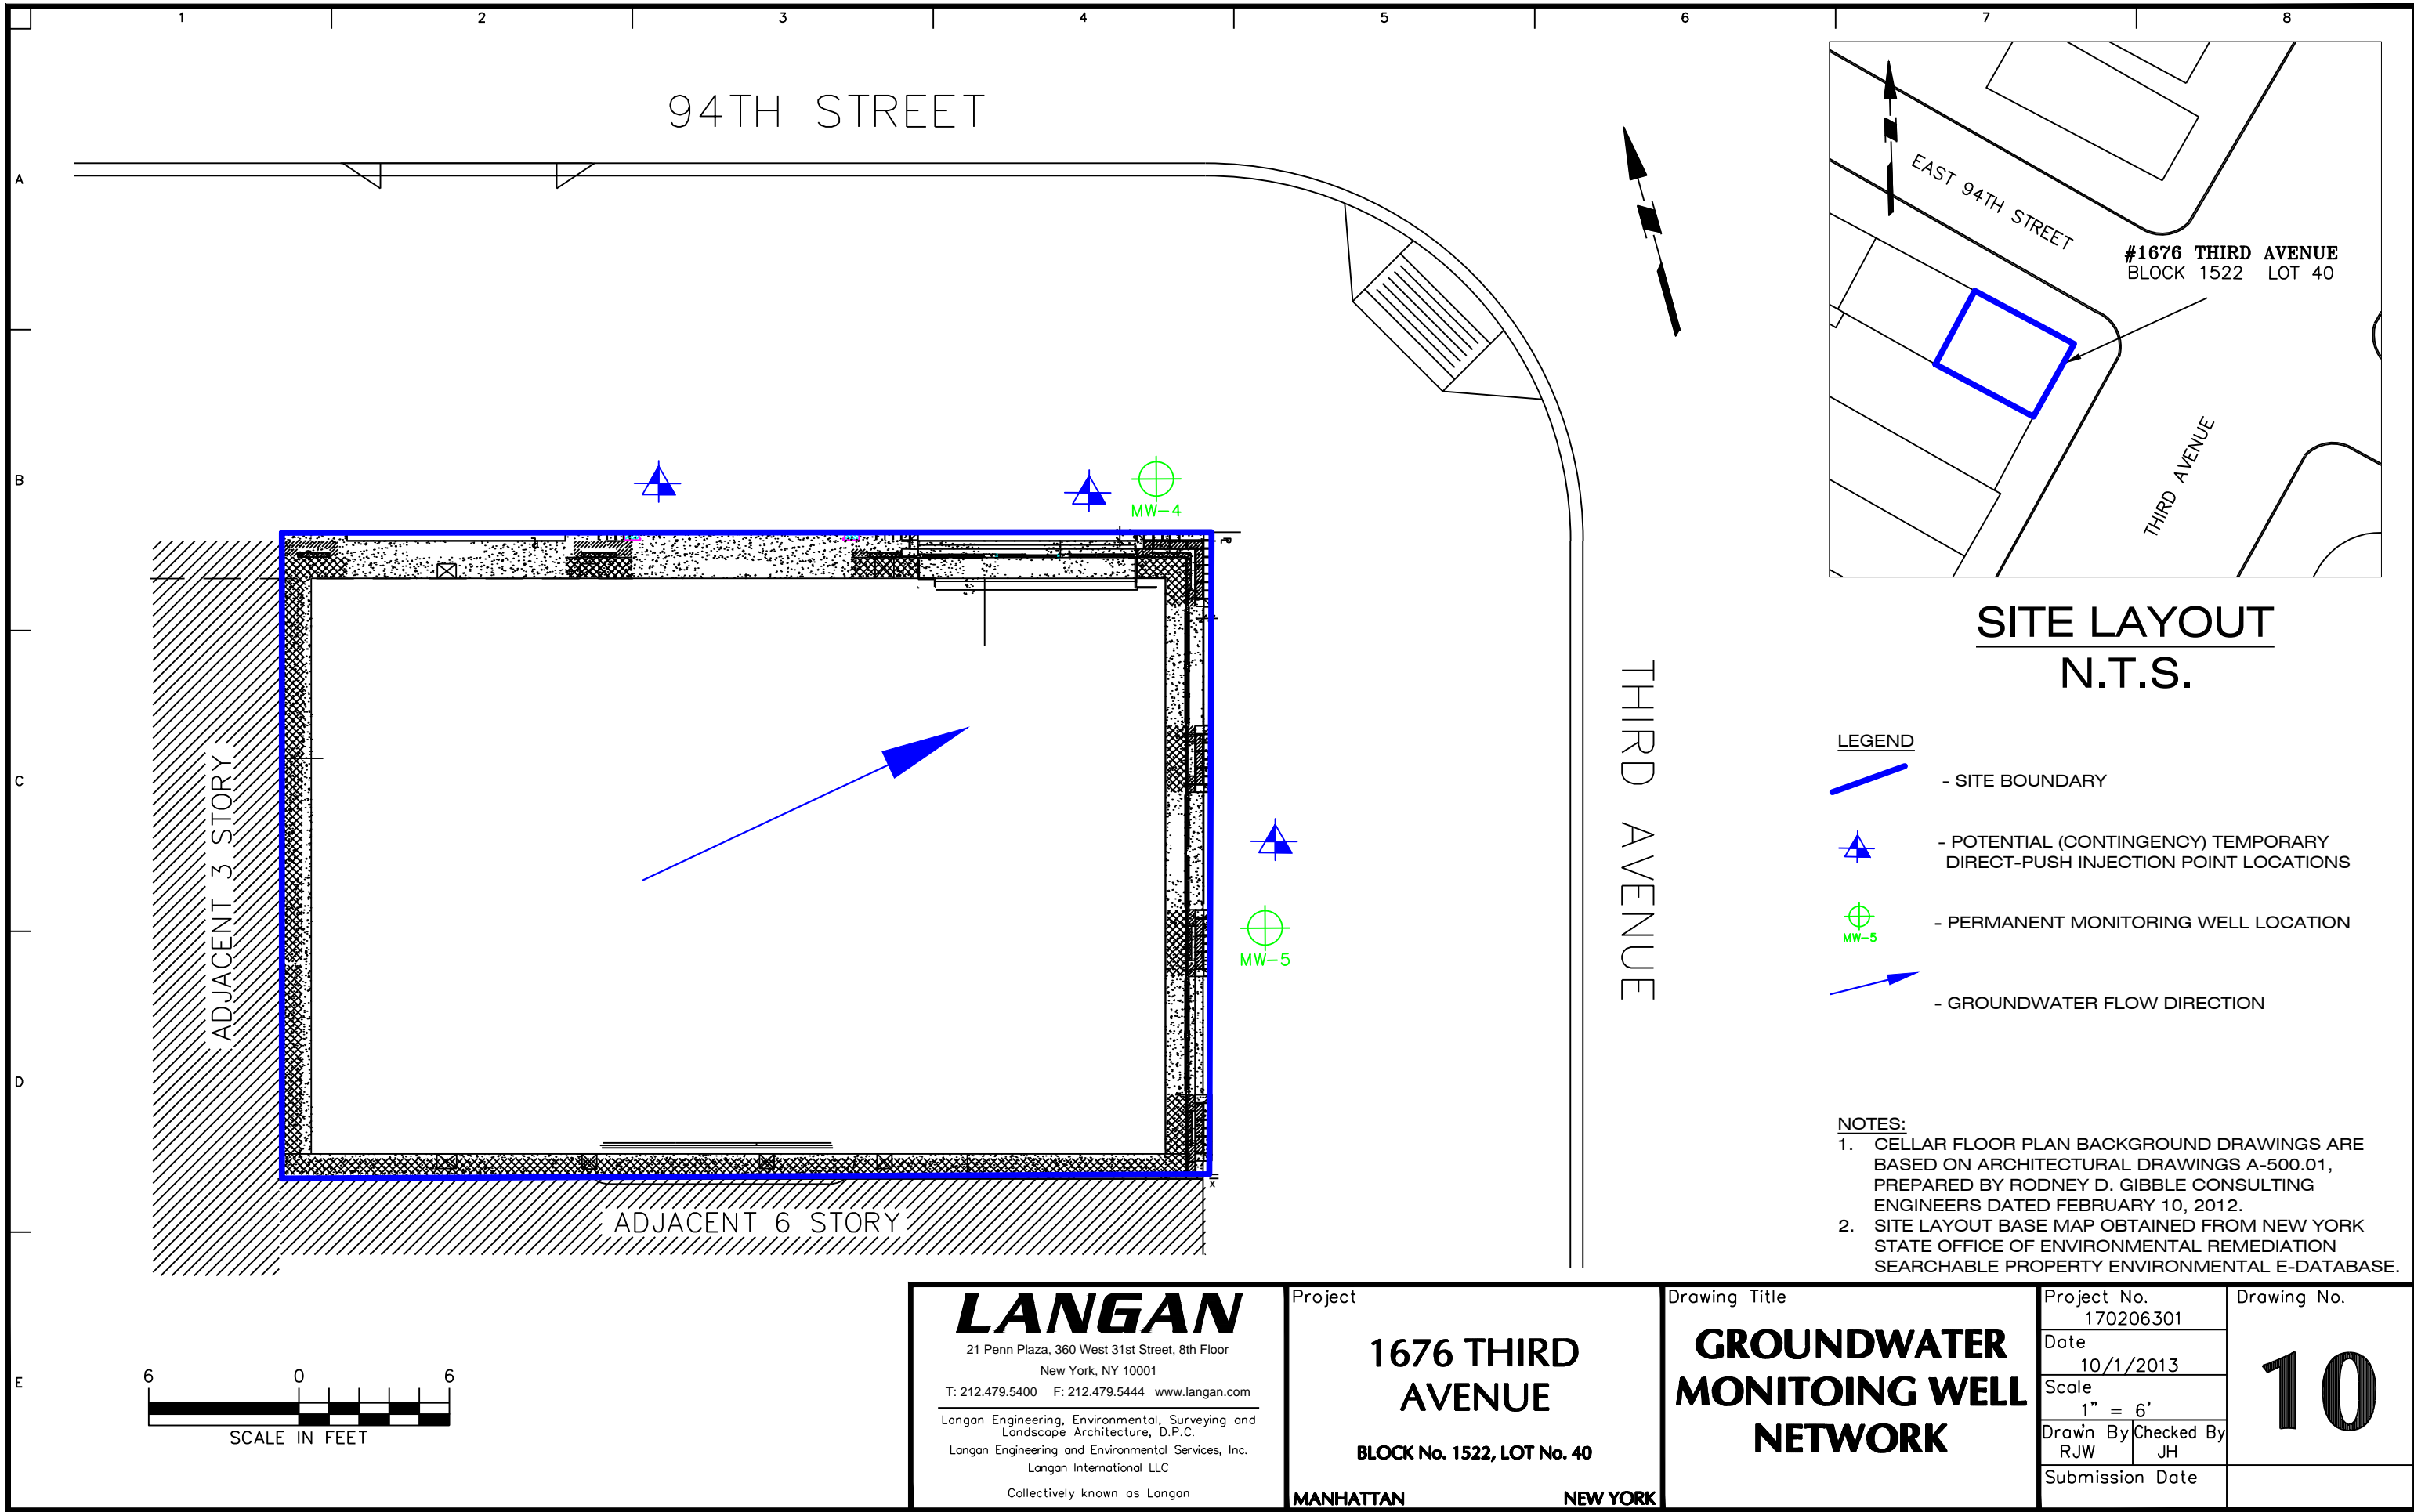 1 2 3 4 5 6 7 8
A
B
C
D
E
94TH STREET
THIRD AVENUE
MW-4
MW-5
ADJACENT 3 STORY
ADJACENT 6 STORY
EAST 94TH STREET
#1676 THIRD AVENUE
BLOCK 1522 LOT 40
THIRD AVENUE
SITE LAYOUT
N.T.S.
LEGEND
- SITE BOUNDARY
- POTENTIAL (CONTINGENCY) TEMPORARY
DIRECT-PUSH INJECTION POINT LOCATIONS
MW-5
- PERMANENT MONITORING WELL LOCATION
- GROUNDWATER FLOW DIRECTION
NOTES:
1. CELLAR FLOOR PLAN BACKGROUND DRAWINGS ARE
BASED ON ARCHITECTURAL DRAWINGS A-500.01,
PREPARED BY RODNEY D. GIBBLE CONSULTING
ENGINEERS DATED FEBRUARY 10, 2012.
2. SITE LAYOUT BASE MAP OBTAINED FROM NEW YORK
STATE OFFICE OF ENVIRONMENTAL REMEDIATION
SEARCHABLE PROPERTY ENVIRONMENTAL E-DATABASE.
6 0 6
SCALE IN FEET
LANGAN
21 Penn Plaza, 360 West 31st Street, 8th Floor
New York, NY 10001
T: 212.479.5400 F: 212.479.5444 www.langan.com
Langan Engineering, Environmental, Surveying and
Landscape Architecture, D.P.C.
Langan Engineering and Environmental Services, Inc.
Langan International LLC
Collectively known as Langan
Project
1676 THIRD
AVENUE
BLOCK No. 1522, LOT No. 40
MANHATTAN NEW YORK
Drawing Title
GROUNDWATER
MONITOING WELL
NETWORK
Project No.
170206301
Date
10/1/2013
Scale
1" = 6'
Drawn By Checked By
RJW JH
Submission Date
Drawing No.
10